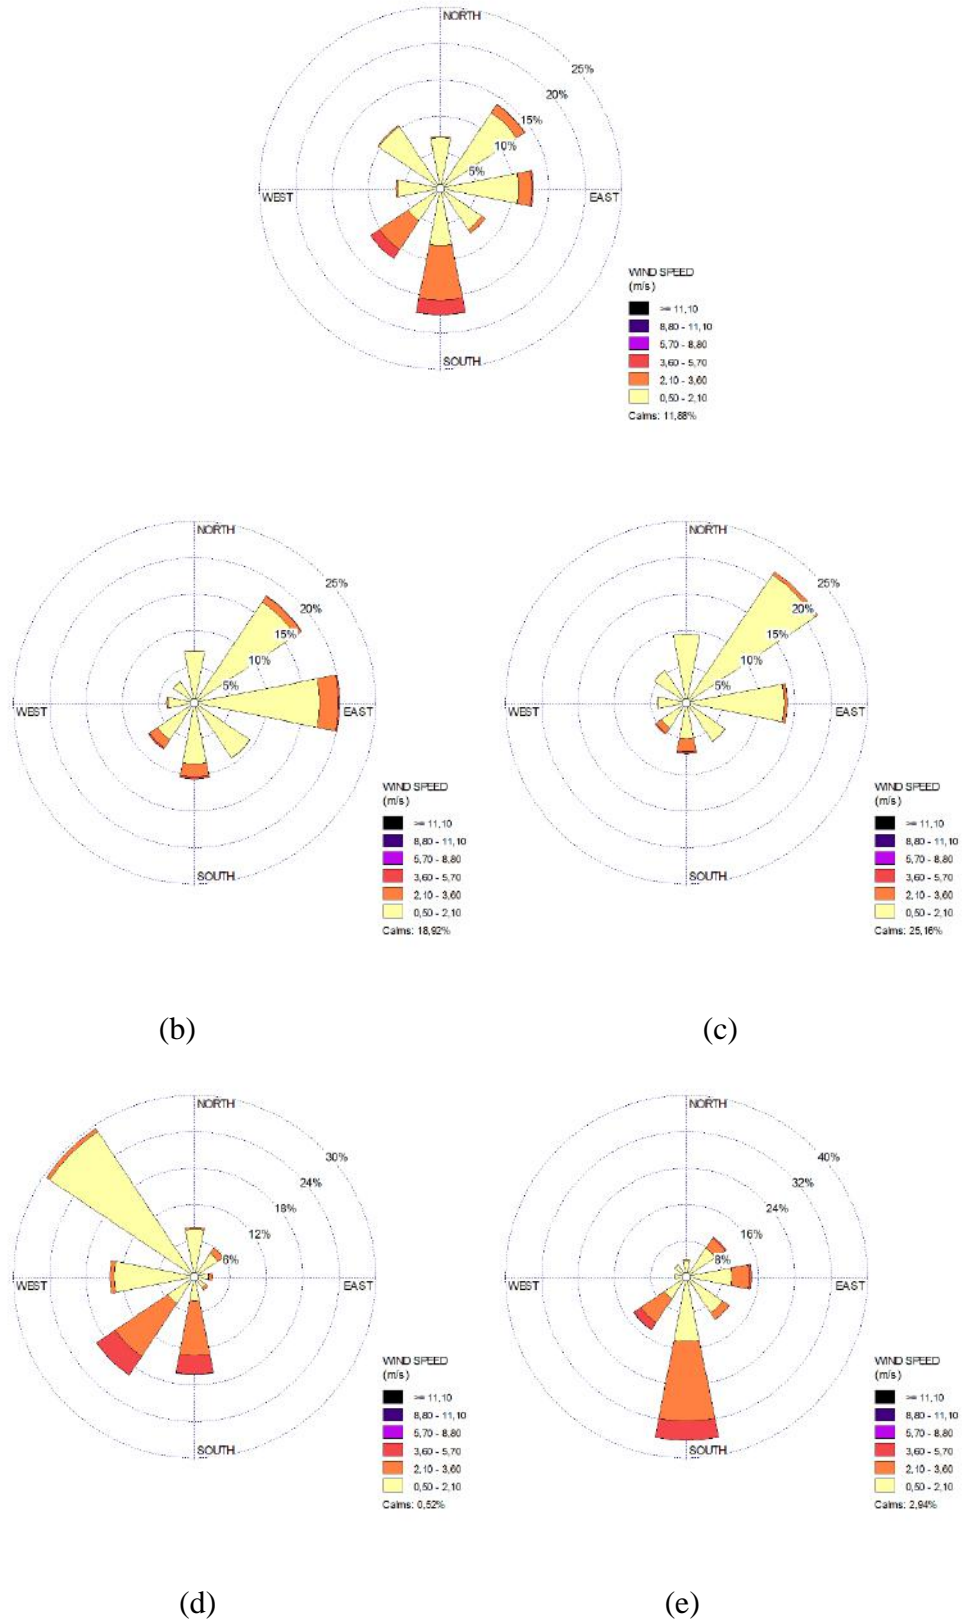 NORTH
25%
20%
15%
10%
5%
WEST
EAST
WIND SPEED
(m/s)
>= 11,10
8,80 - 11,10
5,70 - 8,80
3,60 - 5,70
2,10 - 3,60
0,50 - 2,10
Calms: 11,88%
SOUTH
NORTH
25%
20%
15%
10%
5%
WEST
EAST
SOUTH
WIND SPEED
(m/s)
>= 11,10
8,80 - 11,10
5,70 - 8,80
3,60 - 5,70
2,10 - 3,60
0,50 - 2,10
Calms: 18,92%
NORTH
25%
20%
15%
10%
5%
WEST
EAST
SOUTH
WIND SPEED
(m/s)
>= 11,10
8,80 - 11,10
5,70 - 8,80
3,60 - 5,70
2,10 - 3,60
0,50 - 2,10
Calms: 25,16%
(b)
(c)
NORTH
30%
24%
18%
12%
6%
WEST
EAST
SOUTH
WIND SPEED
(m/s)
>= 11,10
8,80 - 11,10
5,70 - 8,80
3,60 - 5,70
2,10 - 3,60
0,50 - 2,10
Calms: 0,52%
NORTH
40%
32%
24%
16%
8%
WEST
EAST
SOUTH
WIND SPEED
(m/s)
>= 11,10
8,80 - 11,10
5,70 - 8,80
3,60 - 5,70
2,10 - 3,60
0,50 - 2,10
Calms: 2,94%
(d)
(e)